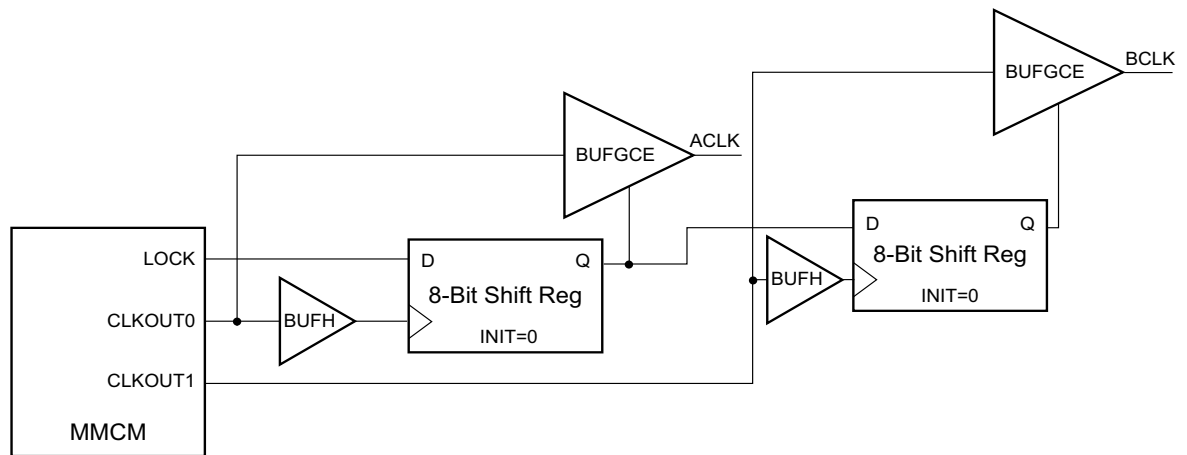 BUFGCE
BCLK
BUFGCE
ACLK
LOCK
CLKOUT0
CLKOUT1
MMCM
BUFH
D
Q
8-Bit Shift Reg
INIT=0
BUFH
D
Q
8-Bit Shift Reg
INIT=0